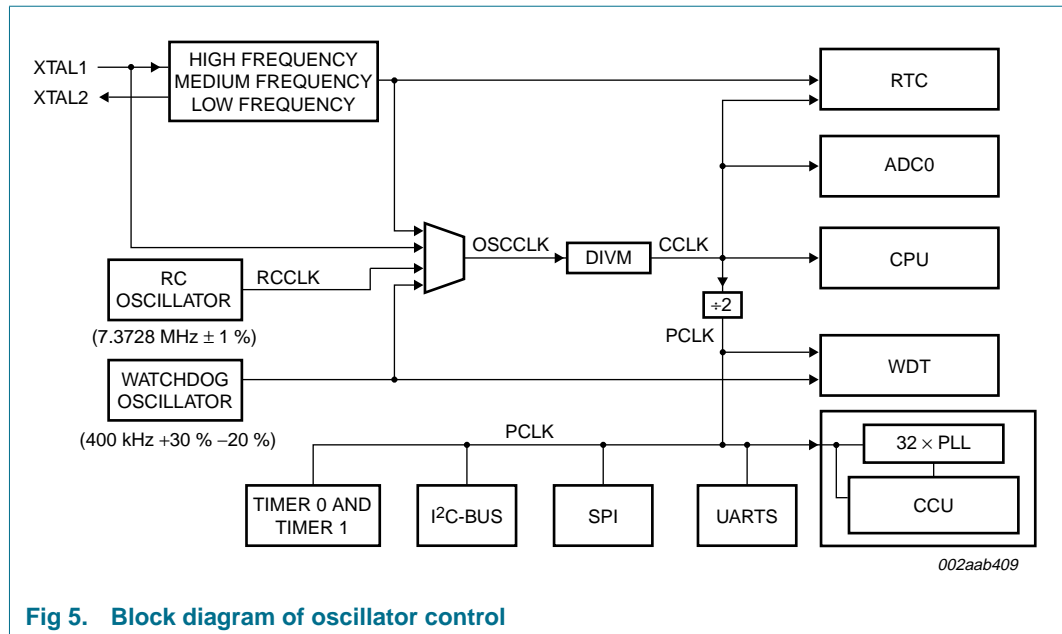 XTAL1
XTAL2
HIGH FREQUENCY
MEDIUM FREQUENCY
LOW FREQUENCY
RTC
ADC0
OSCCLK
DIVM
CCLK
CPU
RC
OSCILLATOR
RCCLK
(7.3728 MHz ± 1 %)
÷2
PCLK
WDT
WATCHDOG
OSCILLATOR
(400 kHz +30 % −20 %)
PCLK
32 × PLL
CCU
TIMER 0 AND
TIMER 1
I²C-BUS
SPI
UARTS
002aab409
Fig 5. Block diagram of oscillator control